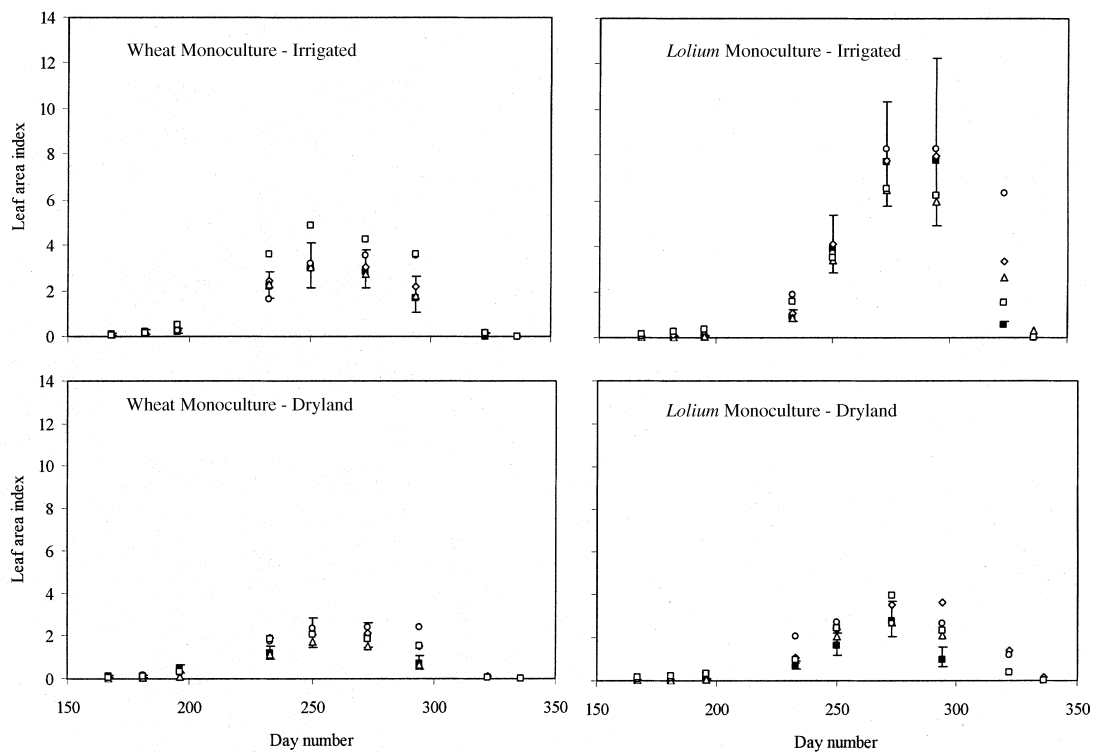 14
12
10
8
6
4
2
0
Leaf area index
Wheat Monoculture - Irrigated
Lolium Monoculture - Irrigated
14
12
10
8
6
4
2
0
Leaf area index
Wheat Monoculture - Dryland
Lolium Monoculture - Dryland
150 200 250 300 350
150 200 250 300 350
Day number
Day number